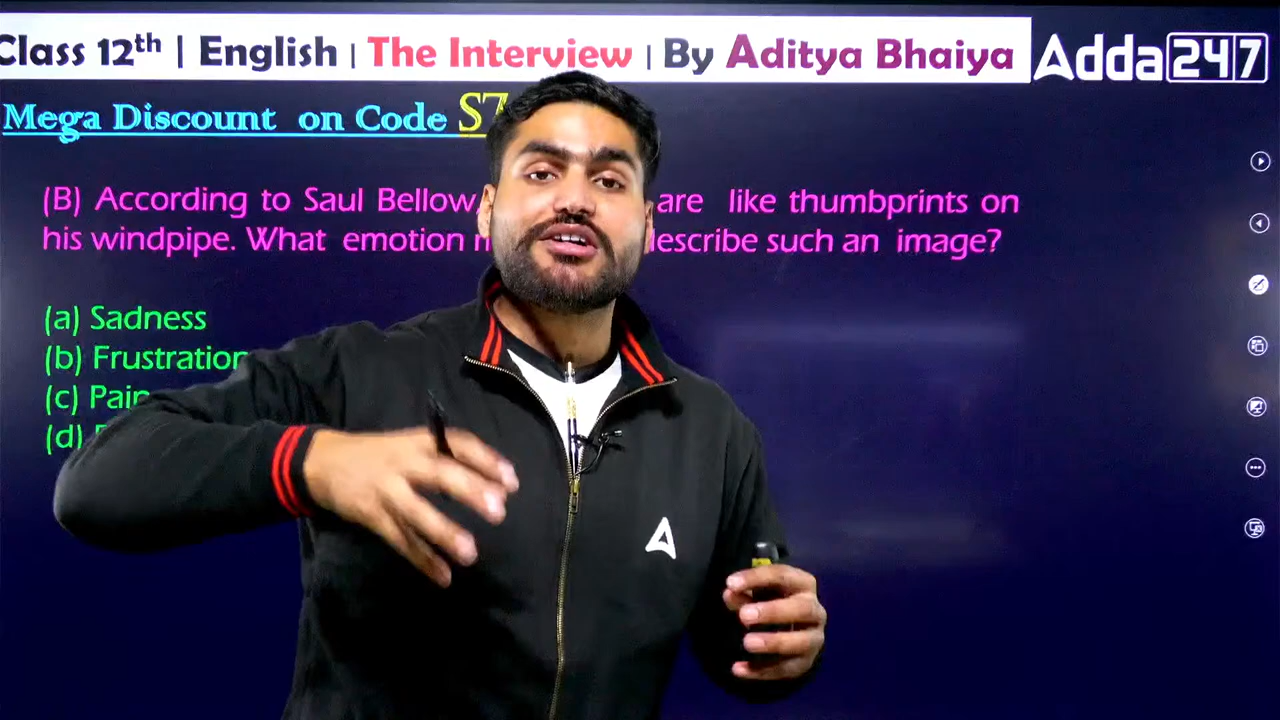 Class 12th | English | The Interview | By Aditya Bhaiya
Adda247
Mega Discount on Code
(B) According to Saul Bellow, are like thumbprints on
his windpipe. What emotion such an image?
(a) Sadness
(b) Frustration
(c) Pain
(d)